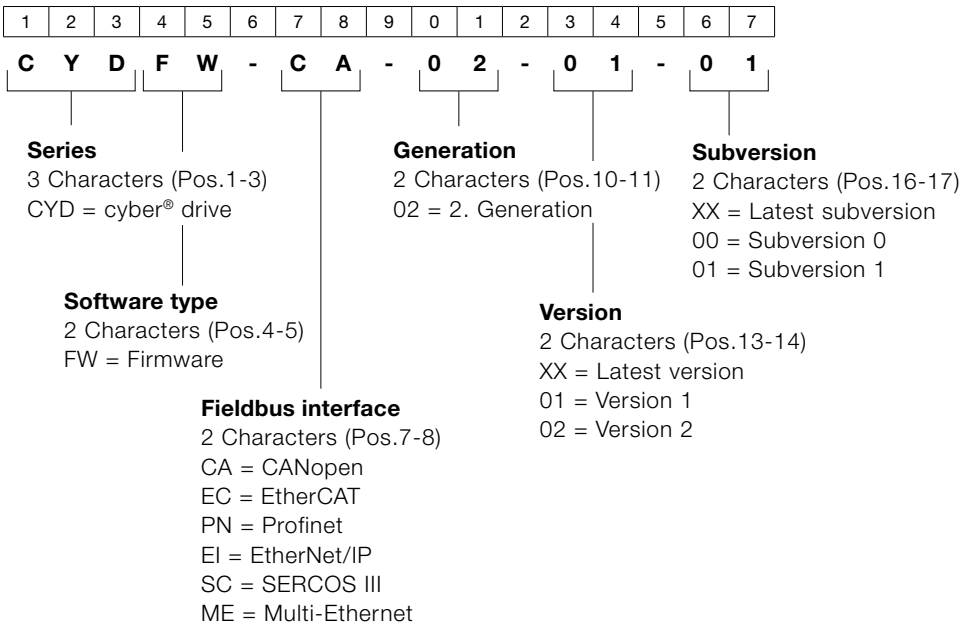 1 2 3 4 5 6 7 8 9 0 1 2 3 4 5 6 7
C Y D F W - C A - 0 2 - 0 1 - 0 1
Series
3 Characters (Pos.1-3)
CYD = cyber® drive
Generation
2 Characters (Pos.10-11)
02 = 2. Generation
Subversion
2 Characters (Pos.16-17)
XX = Latest subversion
00 = Subversion 0
01 = Subversion 1
Software type
2 Characters (Pos.4-5)
FW = Firmware
Version
2 Characters (Pos.13-14)
XX = Latest version
01 = Version 1
02 = Version 2
Fieldbus interface
2 Characters (Pos.7-8)
CA = CANopen
EC = EtherCAT
PN = Profinet
EI = EtherNet/IP
SC = SERCOS III
ME = Multi-Ethernet